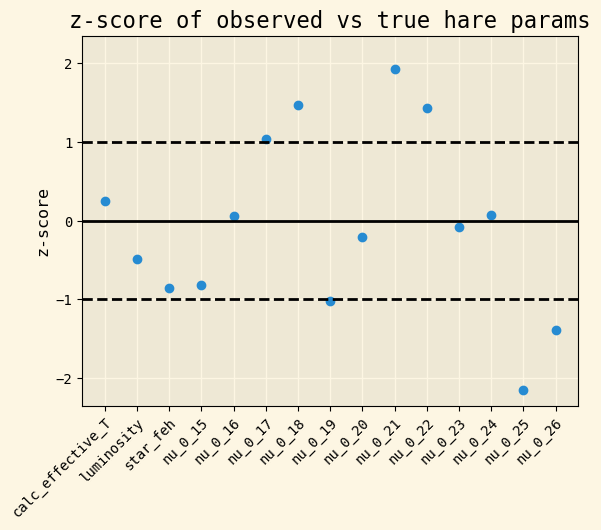 z-score of observed vs true hare params
z-score
2
1
0
−1
−2
calc_effective_T
luminosity
star_feh
nu_0_15
nu_0_16
nu_0_17
nu_0_18
nu_0_19
nu_0_20
nu_0_21
nu_0_22
nu_0_23
nu_0_24
nu_0_25
nu_0_26